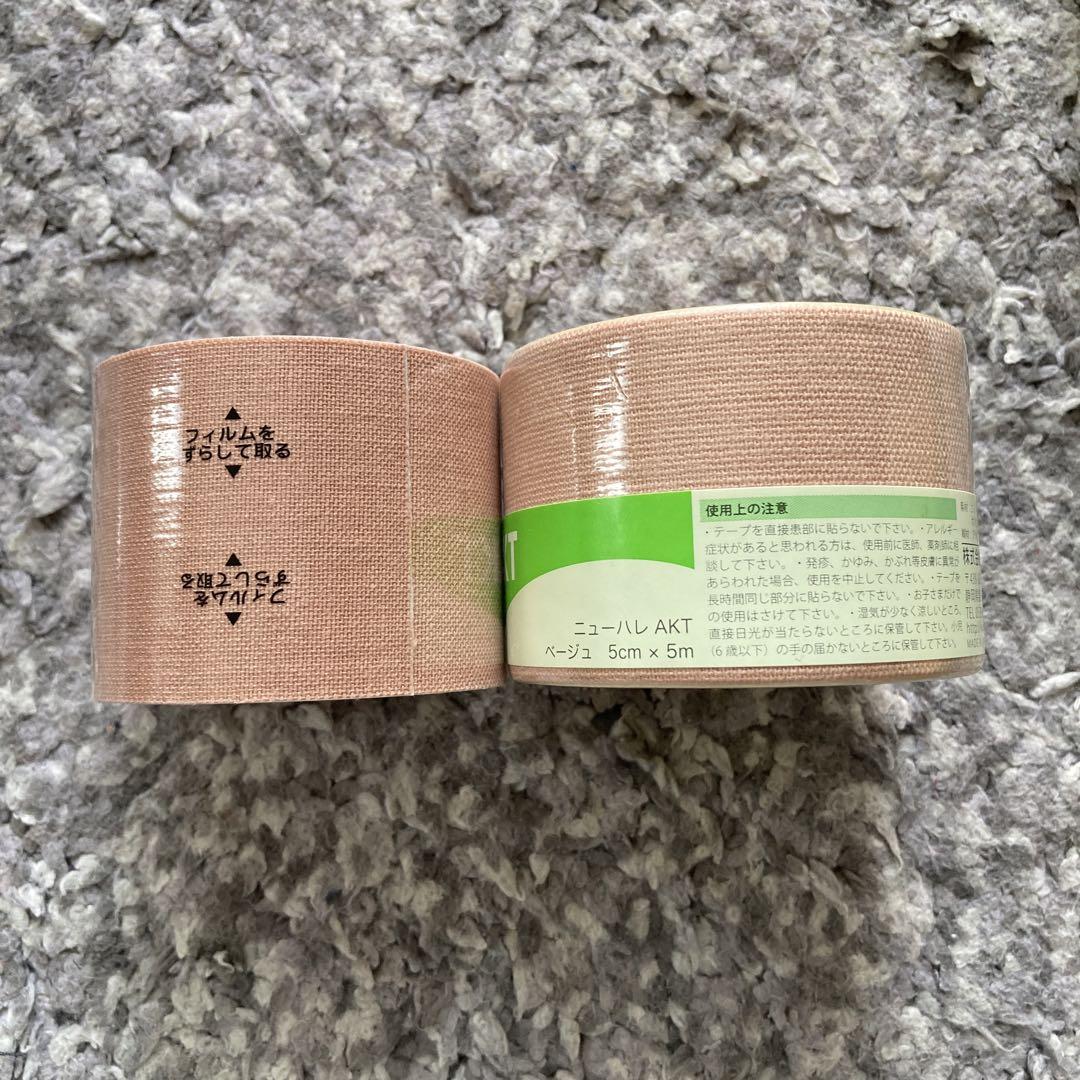 フィルムを
ずらして取る
フィルムを
ずらして取る
KT
ニューハレ AKT
ベージュ 5cm × 5m
使用上の注意
・テープを直接患部に貼らないで下さい。・アレルギー
症状があると思われる方は、使用前に医師、薬剤師に相
談して下さい。・発疹、かゆみ、かぶれ等皮膚に異常が
あらわれた場合、使用を中止してください。・テープを
長時間同じ部分に貼らないで下さい。・お子さまだけで
の使用はさけて下さい。・湿気が少なく涼しいところ、
直接日光が当たらないところに保管して下さい。小児
（6歳以下）の手の届かないところに保管して下さい。
株式会
TEL
http
MADE